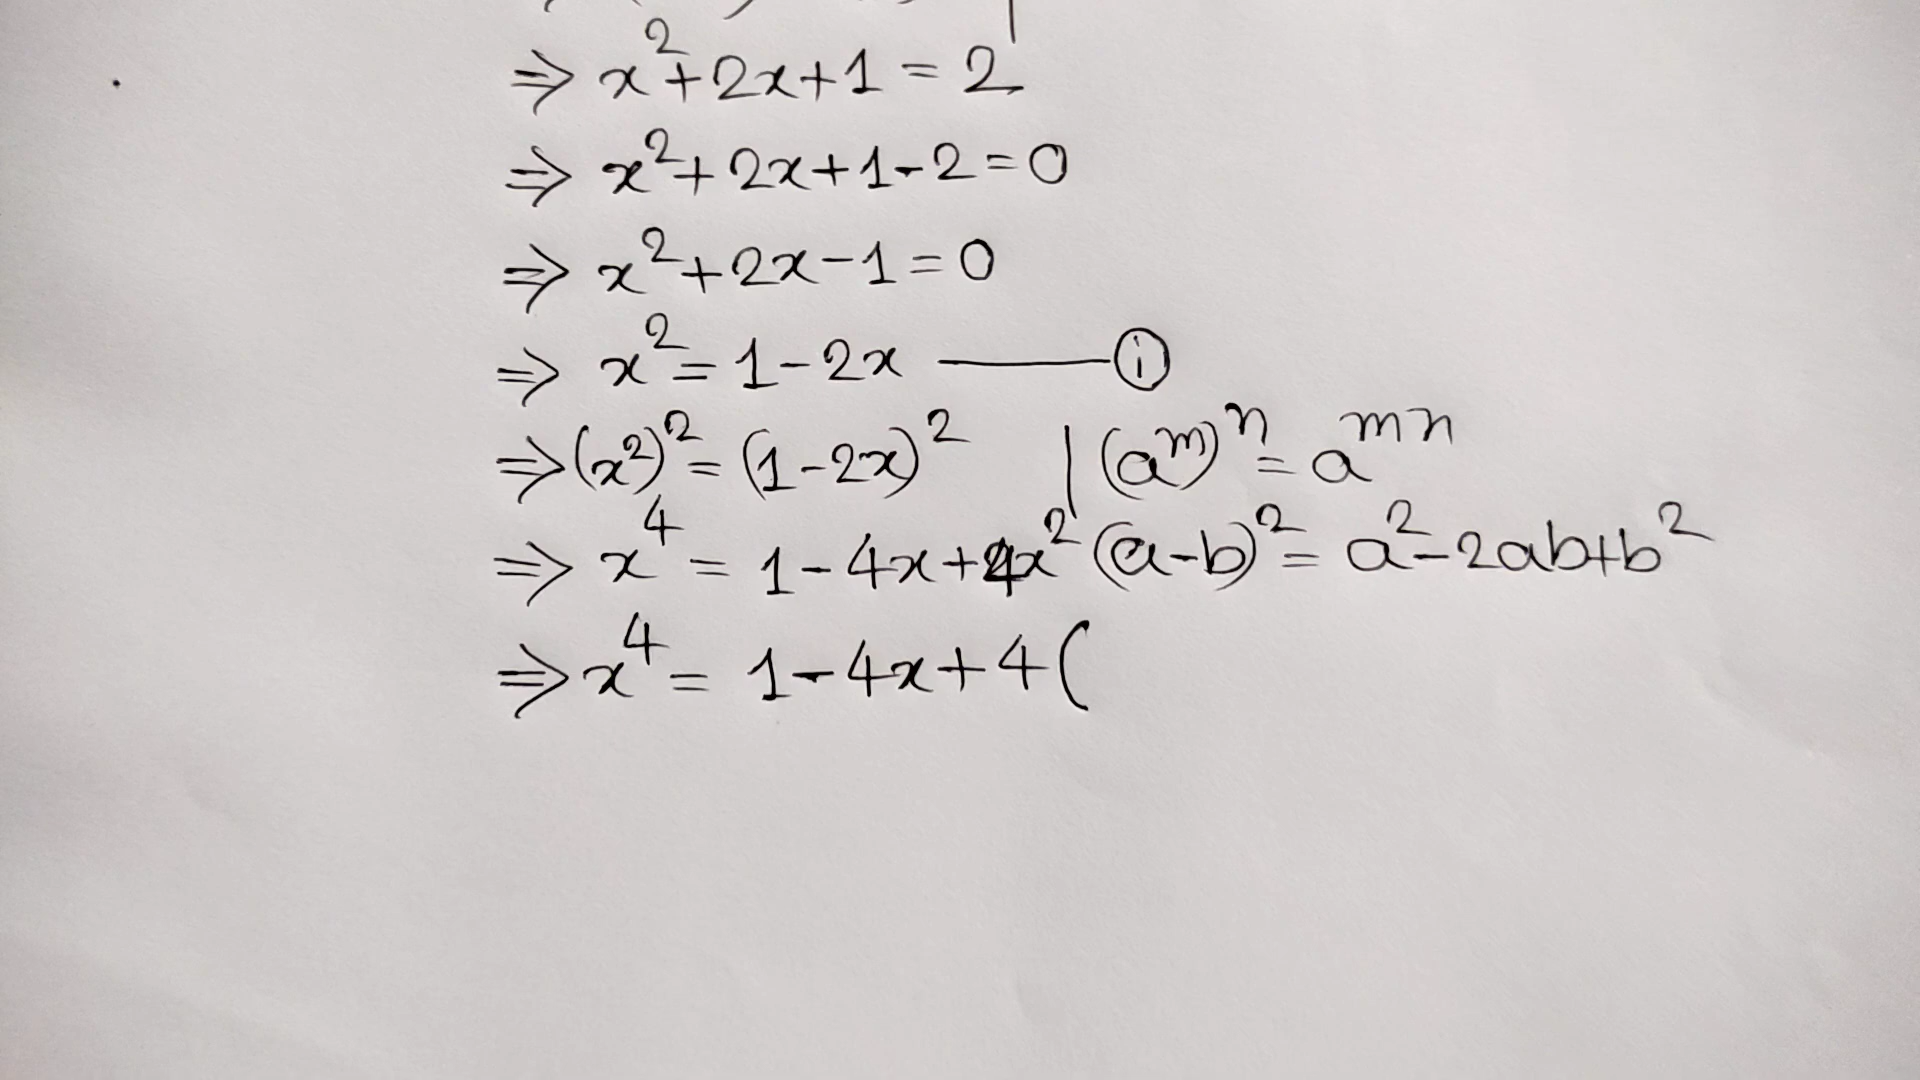 ⇒ x²+2x+1 = 2
⇒ x²+2x+1-2=0
⇒ x²+2x-1=0
⇒ x²=1-2x —— ⓘ
⇒(x²)²=(1-2x)² | (aᵐ)ⁿ=aᵐⁿ
⇒ x⁴ = 1-4x+4x² (a-b)²=a²-2ab+b²
⇒x⁴= 1-4x+4(